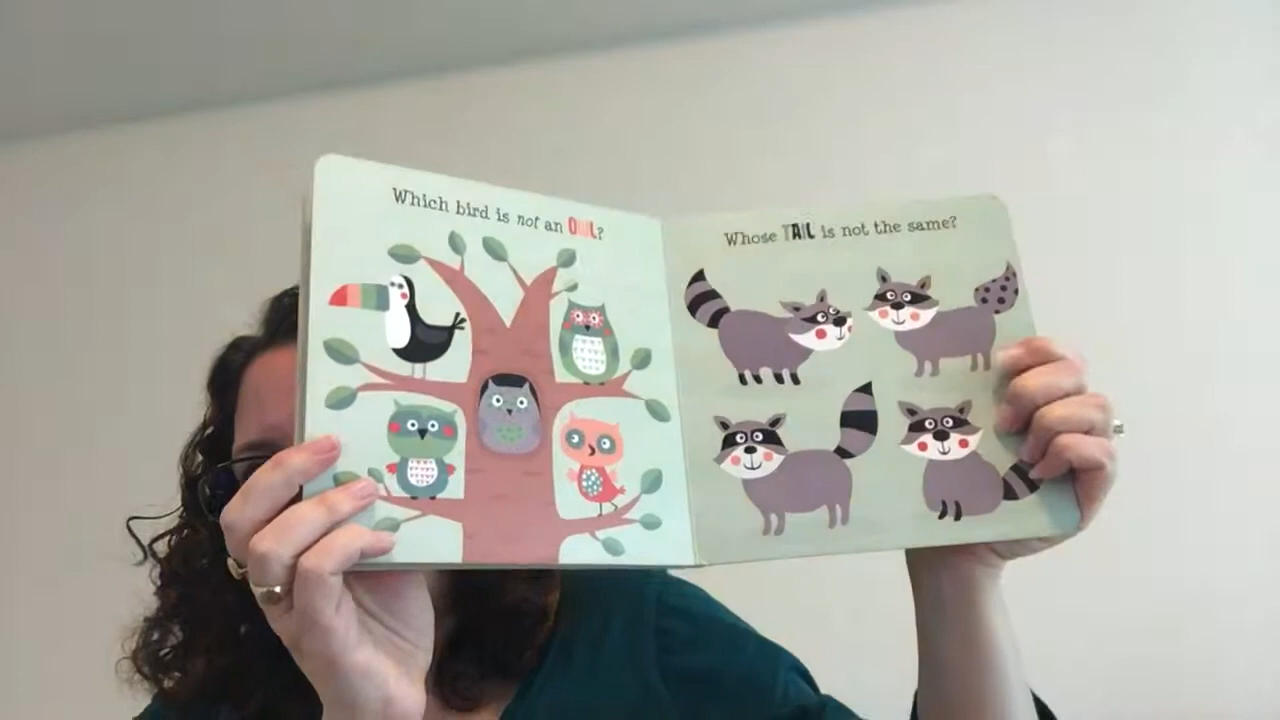 Which bird is not an OWL?
Whose TAIL is not the same?